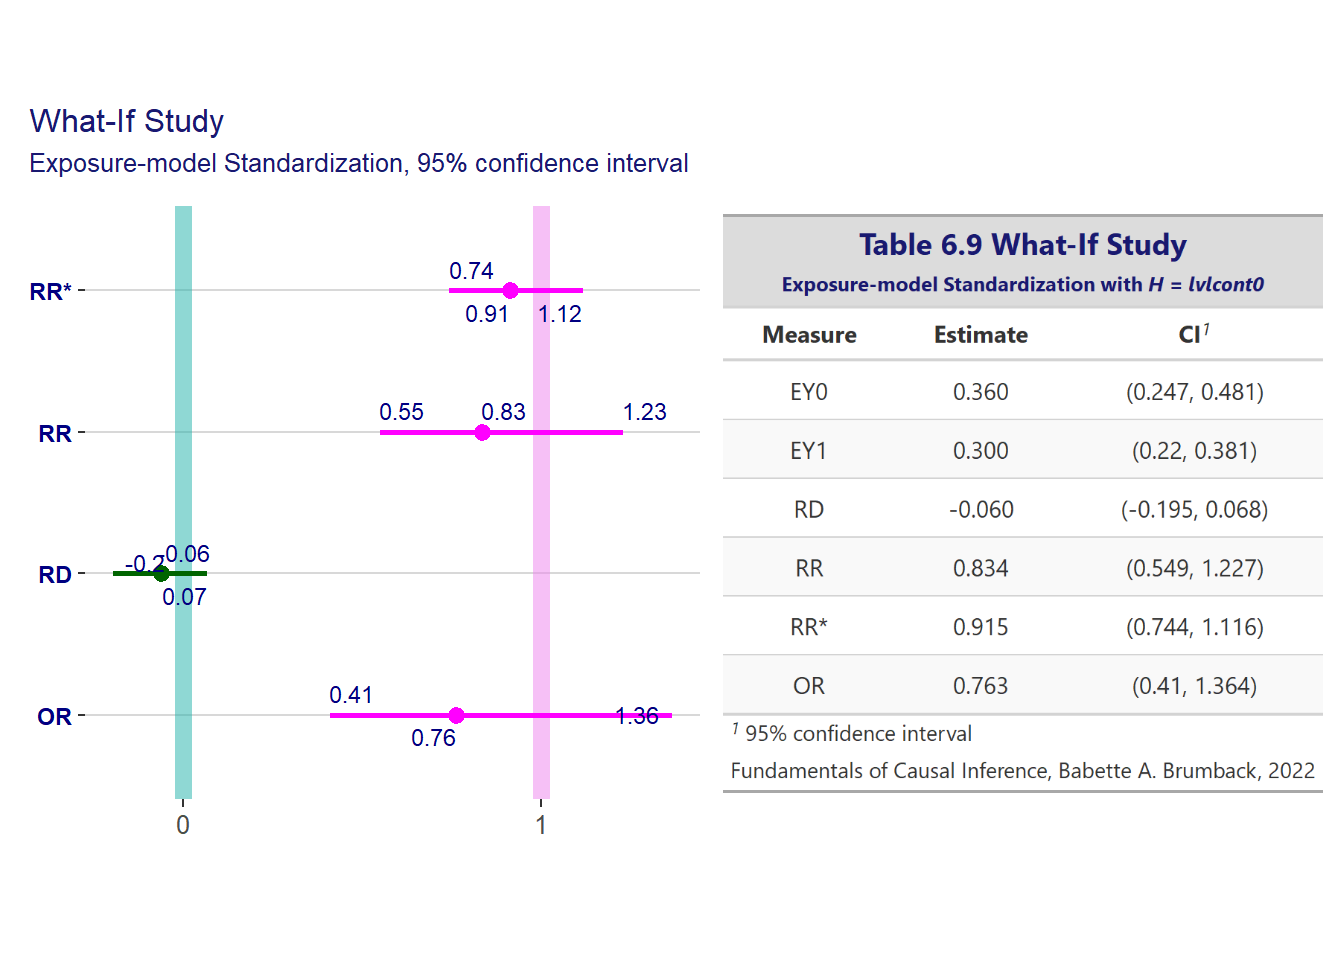 What-If Study
Exposure-model Standardization, 95% confidence interval
RR*
0.74
0.91
1.12
RR
0.55
0.83
1.23
RD
-0.2
-0.06
0.07
OR
0.41
0.76
1.36
0
1
Table 6.9 What-If Study
Exposure-model Standardization with H = lvlcont0
Measure Estimate CI1
EY0 0.360 (0.247, 0.481)
EY1 0.300 (0.22, 0.381)
RD -0.060 (-0.195, 0.068)
RR 0.834 (0.549, 1.227)
RR* 0.915 (0.744, 1.116)
OR 0.763 (0.41, 1.364)
1 95% confidence interval
Fundamentals of Causal Inference, Babette A. Brumback, 2022